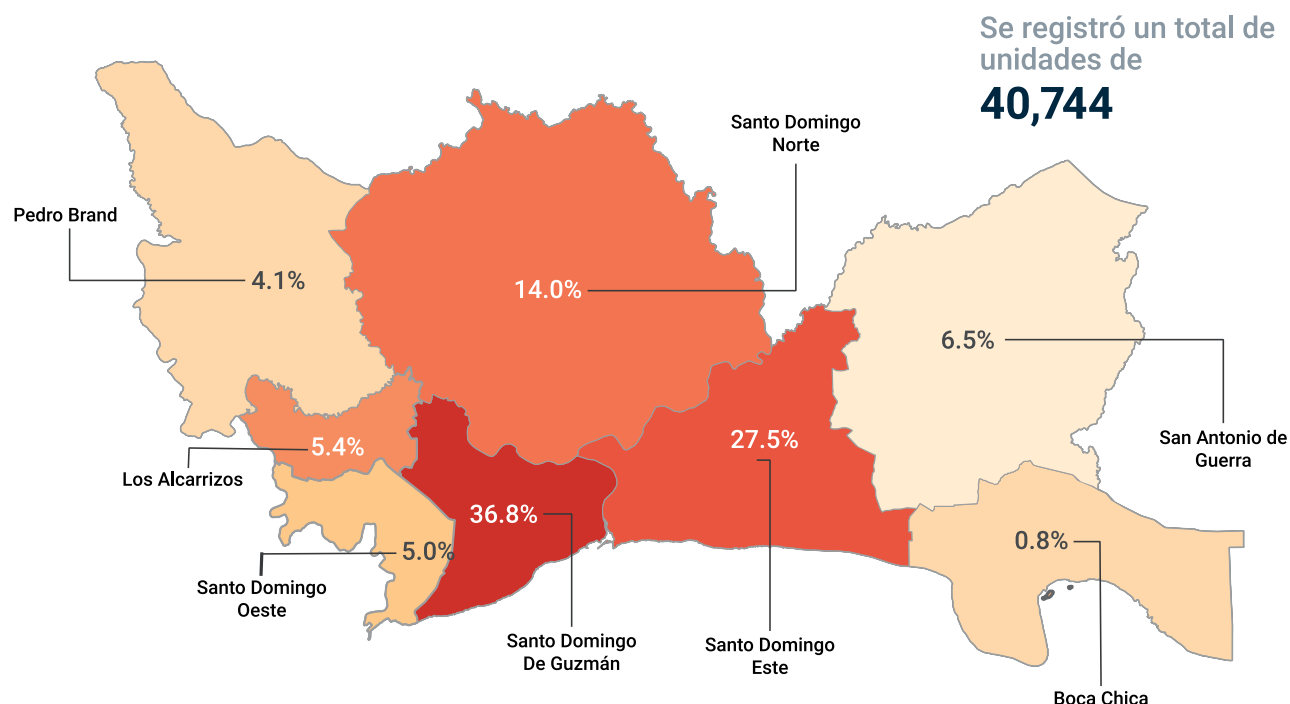 Se registró un total de
unidades de
40,744
Santo Domingo
Norte
Pedro Brand
4.1%
14.0%
6.5%
San Antonio de
Guerra
27.5%
5.4%
Los Alcarrizos
36.8%
5.0%
0.8%
Santo Domingo
Oeste
Santo Domingo
De Guzmán
Santo Domingo
Este
Boca Chica